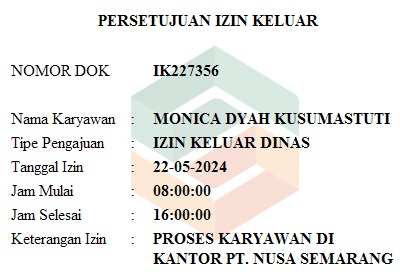 PERSETUJUAN IZIN KELUAR
NOMOR DOK IK227356
Nama Karyawan : MONICA DYAH KUSUMASTUTI
Tipe Pengajuan : IZIN KELUAR DINAS
Tanggal Izin : 22-05-2024
Jam Mulai : 08:00:00
Jam Selesai : 16:00:00
Keterangan Izin : PROSES KARYAWAN DI
KANTOR PT. NUSA SEMARANG